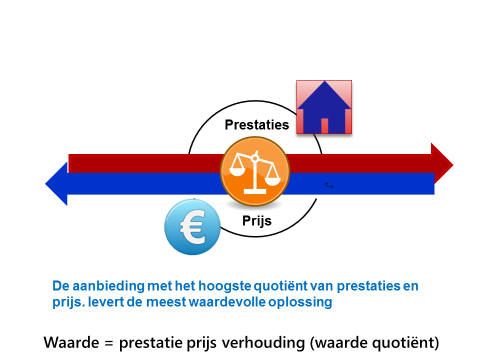 Prestaties
€
Prijs
De aanbieding met het hoogste quotiënt van prestaties en
prijs. levert de meest waardevolle oplossing
Waarde = prestatie prijs verhouding (waarde quotiënt)